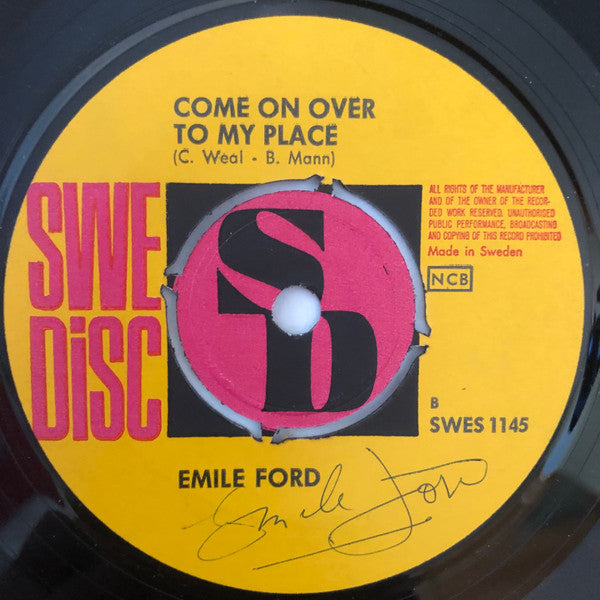 COME ON OVER
TO MY PLACE
(C. Weal - B. Mann)
SWE
DiSC
SD
ALL RIGHTS OF THE MANUFACTURER
AND OF THE OWNER OF THE RECOR-
DED WORK RESERVED. UNAUTHORISED
PUBLIC PERFORMANCE, BROADCASTING
AND COPYING OF THIS RECORD PROHIBITED
Made in Sweden
NCB
B
SWES 1145
EMILE FORD
Emile Ford